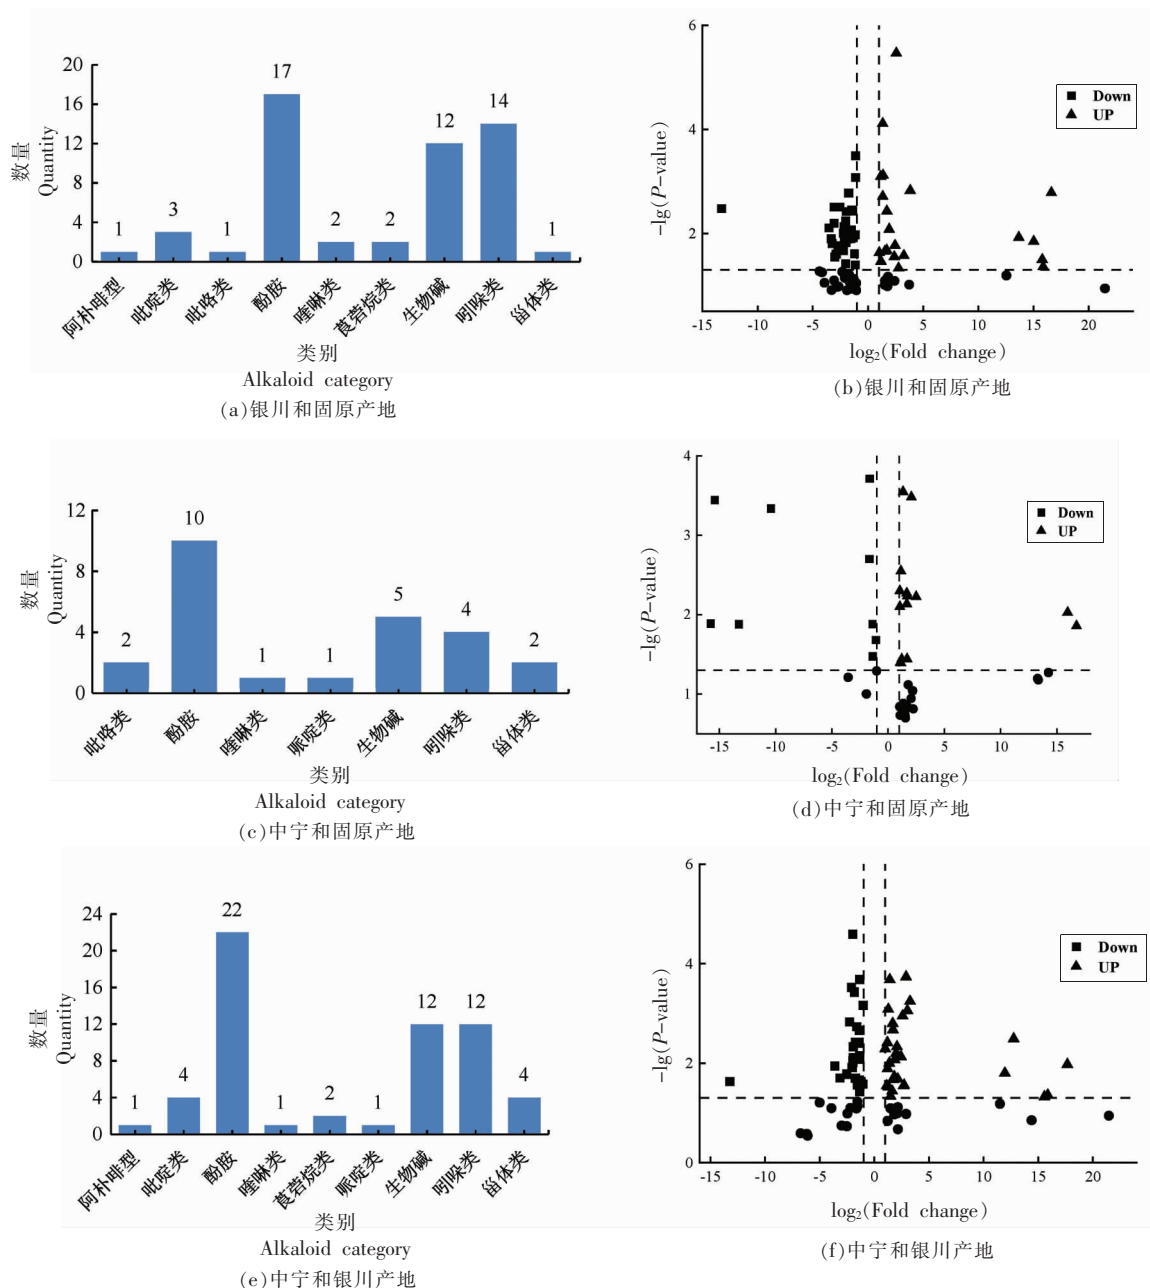 20
16
12
8
4
0
数量
Quantity
1
3
1
17
2
2
12
14
1
阿朴啡型
吡啶类
吡咯类
酚胺
喹啉类
莨菪烷类
生物碱
吲哚类
甾体类
类别
Alkaloid category
(a)银川和固原产地
6
4
2
-lg(P-value)
Down
UP
-15
-10
-5
0
5
10
15
20
log₂(Fold change)
(b)银川和固原产地
12
8
4
0
数量
Quantity
2
10
1
1
5
4
2
吡咯类
酚胺
喹啉类
哌啶类
生物碱
吲哚类
甾体类
类别
Alkaloid category
(c)中宁和固原产地
4
3
2
1
-lg(P-value)
Down
UP
-15
-10
-5
0
5
10
15
log₂(Fold change)
(d)中宁和固原产地
24
20
16
12
8
4
0
数量
Quantity
1
4
22
1
2
1
12
12
4
阿朴啡型
吡啶类
酚胺
喹啉类
莨菪烷类
哌啶类
生物碱
吲哚类
甾体类
类别
Alkaloid category
(e)中宁和银川产地
6
4
2
0
-lg(P-value)
Down
UP
-15
-10
-5
0
5
10
15
20
log₂(Fold change)
(f)中宁和银川产地